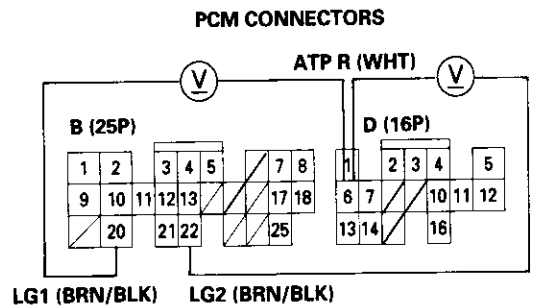 PCM CONNECTORS
ATP R (WHT)
V V
B (25P) D (16P)
1 2 3 4 5 7 8 1 2 3 4 5
9 10 11 12 13 17 18 6 7 10 11 12
20 21 22 25 13 14 16
LG1 (BRN/BLK) LG2 (BRN/BLK)